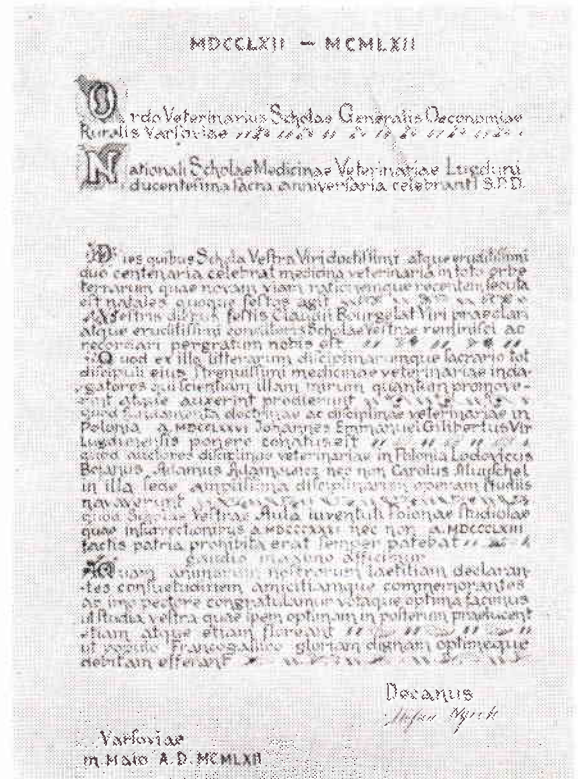 MDCCLXII – MCMLXII
Ordo Veterinarius Scholae Generalis Oeconomiae
Ruralis Varsoviae
Nationali Scholae Medicinae Veterinariae Lugduni
ducentesima sacra anniversaria celebranti S.P.D.
Dies quibus Schola Vestra Viri doctissimi atque eruditissimi
duo centenaria celebrat medicina veterinaria in toto orbe
terrarum quae novam viam rationemque recentem secuta
est natales quoque festos agit
Vestris diebus festis Claudii Bourgelat Viri praeclari
atque eruditissimi conditoris Scholae Vestrae reminisci ac
recordari pergratum nobis est
Quod ex illa litterarum disciplinarumque sacrario tot
discipuli eius strenuissimi medicinae veterinariae inda-
gatores qui scientiam illam mirum quantum promove-
rint atque auxerint prodierunt
quod fundamenta doctrinae ac disciplinae veterinariae in
Polonia a MDCCLXXVI Johannes Emmanuel Gilibertus Vir
Lugdunensis ponere conatus est
quod auctores disciplinae veterinariae in Polonia Ludovicus
Bojanus Adamus Adamowicz nec non Carolus Muyschel
in illa sede amplissima disciplinarum operam studiis
navaverunt
quod Scholae Vestrae Aula iuventuti Polonae studiosae
quae insurrectionibus a MDCCCXXXI nec non a MDCCCLXIII
factis patria prohibita erat semper patebat
gaudio maximo afficimur
Quam animorum nostrorum laetitiam declaran-
tes consuetudinem amicitiamque commemorantes
ac imo pectore congratulamur votaque optima facimus
ut studia vestra quae spem optimam in posterum praelucent
etiam atque etiam floreant
ut populo Francogallico gloriam dignam optimeque
debitam efferant
Decanus
Varsoviae
m. Maio A.D. MCMLXII